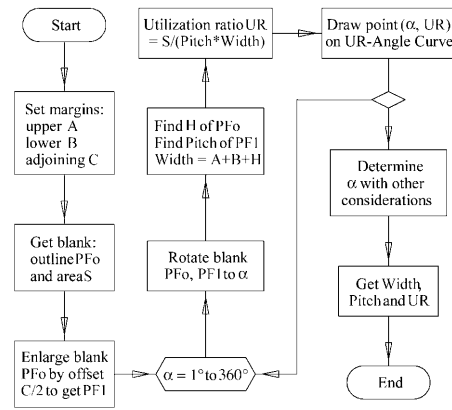 Start
Set margins:
upper A
lower B
adjoining C
Get blank:
outline PFo
and area S
Enlarge blank
PFo by offset
C/2 to get PF1
α = 1° to 360°
Rotate blank
PFo, PF1 to α
Find H of PFo
Find Pitch of PF1
Width = A+B+H
Utilization ratio UR
= S/(Pitch*Width)
Draw point (α, UR)
on UR-Angle Curve
Determine
α with other
considerations
Get Width,
Pitch and UR
End